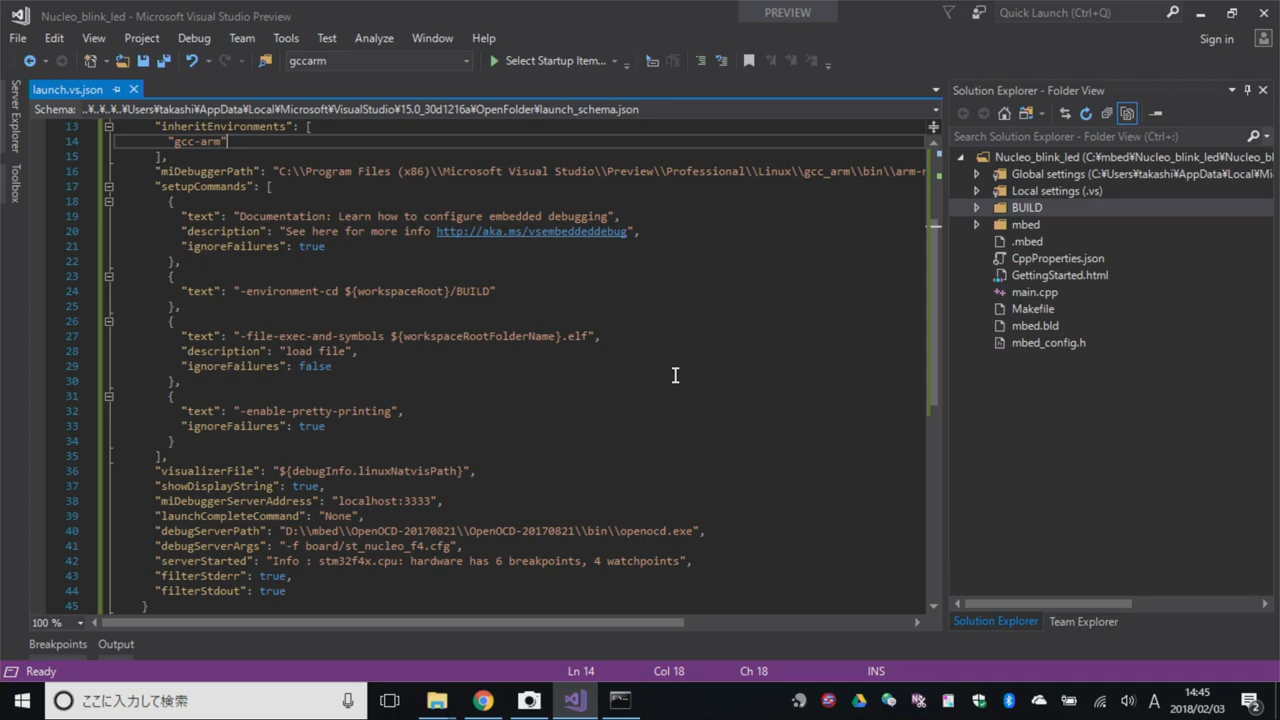 Nucleo_blink_led - Microsoft Visual Studio Preview
PREVIEW
Quick Launch (Ctrl+Q)
File Edit View Project Debug Team Tools Test Analyze Window Help
Sign in
gccarm
Select Startup Item...
Server Explorer
Toolbox
launch.vs.json
Schema: ..¥..¥..¥..¥Users¥takashi¥AppData¥Local¥Microsoft¥VisualStudio¥15.0_30d1216a¥OpenFolder¥launch_schema.json
13 "inheritEnvironments": [
14 "gcc-arm"
15 ],
16 "miDebuggerPath": "C:\\Program Files (x86)\\Microsoft Visual Studio\\Preview\\Professional\\Linux\\gcc_arm\\bin\\arm-n
17 "setupCommands": [
18 {
19 "text": "Documentation: Learn how to configure embedded debugging",
20 "description": "See here for more info http://aka.ms/vsembeddeddebug",
21 "ignoreFailures": true
22 },
23 {
24 "text": "-environment-cd ${workspaceRoot}/BUILD"
25 },
26 {
27 "text": "-file-exec-and-symbols ${workspaceRootFolderName}.elf",
28 "description": "load file",
29 "ignoreFailures": false
30 },
31 {
32 "text": "-enable-pretty-printing",
33 "ignoreFailures": true
34 }
35 ],
36 "visualizerFile": "${debugInfo.linuxNatvisPath}",
37 "showDisplayString": true,
38 "miDebuggerServerAddress": "localhost:3333",
39 "launchCompleteCommand": "None",
40 "debugServerPath": "D:\\mbed\\OpenOCD-20170821\\OpenOCD-20170821\\bin\\openocd.exe",
41 "debugServerArgs": "-f board/st_nucleo_f4.cfg",
42 "serverStarted": "Info : stm32f4x.cpu: hardware has 6 breakpoints, 4 watchpoints",
43 "filterStderr": true,
44 "filterStdout": true
45 }
100 %
Solution Explorer - Folder View
Search Solution Explorer - Folder View (Ctrl+:)
Nucleo_blink_led (C:¥mbed¥Nucleo_blink_led¥Nucleo_bl
Global settings (C:¥Users¥takashi¥AppData¥Local¥Mi
Local settings (.vs)
BUILD
mbed
.mbed
CppProperties.json
GettingStarted.html
main.cpp
Makefile
mbed.bld
mbed_config.h
Solution Explorer Team Explorer
Breakpoints Output
Ready Ln 14 Col 18 Ch 18 INS
ここに入力して検索
A
14:45
2018/02/03
2